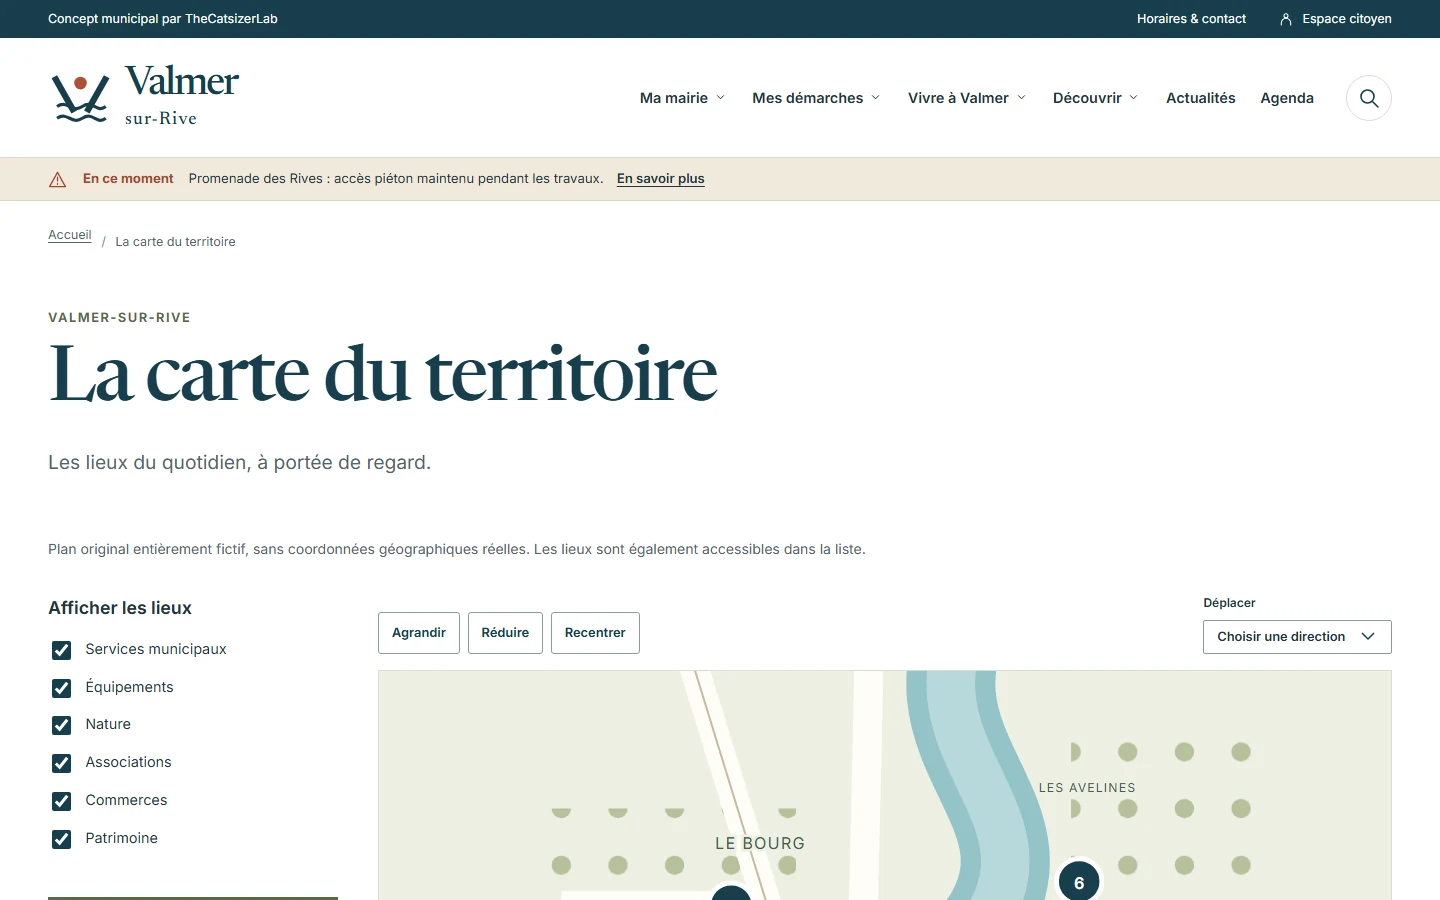 Concept municipal par TheCatsizerLab
Horaires & contact
Espace citoyen
Valmer
sur-Rive
Ma mairie
Mes démarches
Vivre à Valmer
Découvrir
Actualités
Agenda
En ce moment Promenade des Rives : accès piéton maintenu pendant les travaux. En savoir plus
Accueil / La carte du territoire
VALMER-SUR-RIVE
La carte du territoire
Les lieux du quotidien, à portée de regard.
Plan original entièrement fictif, sans coordonnées géographiques réelles. Les lieux sont également accessibles dans la liste.
Afficher les lieux
Services municipaux
Équipements
Nature
Associations
Commerces
Patrimoine
Agrandir
Réduire
Recentrer
Déplacer
Choisir une direction
LES AVELINES
LE BOURG
6